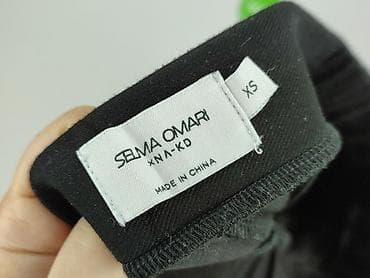 SELMA OMARI
XNA-KD
MADE IN CHINA
XS